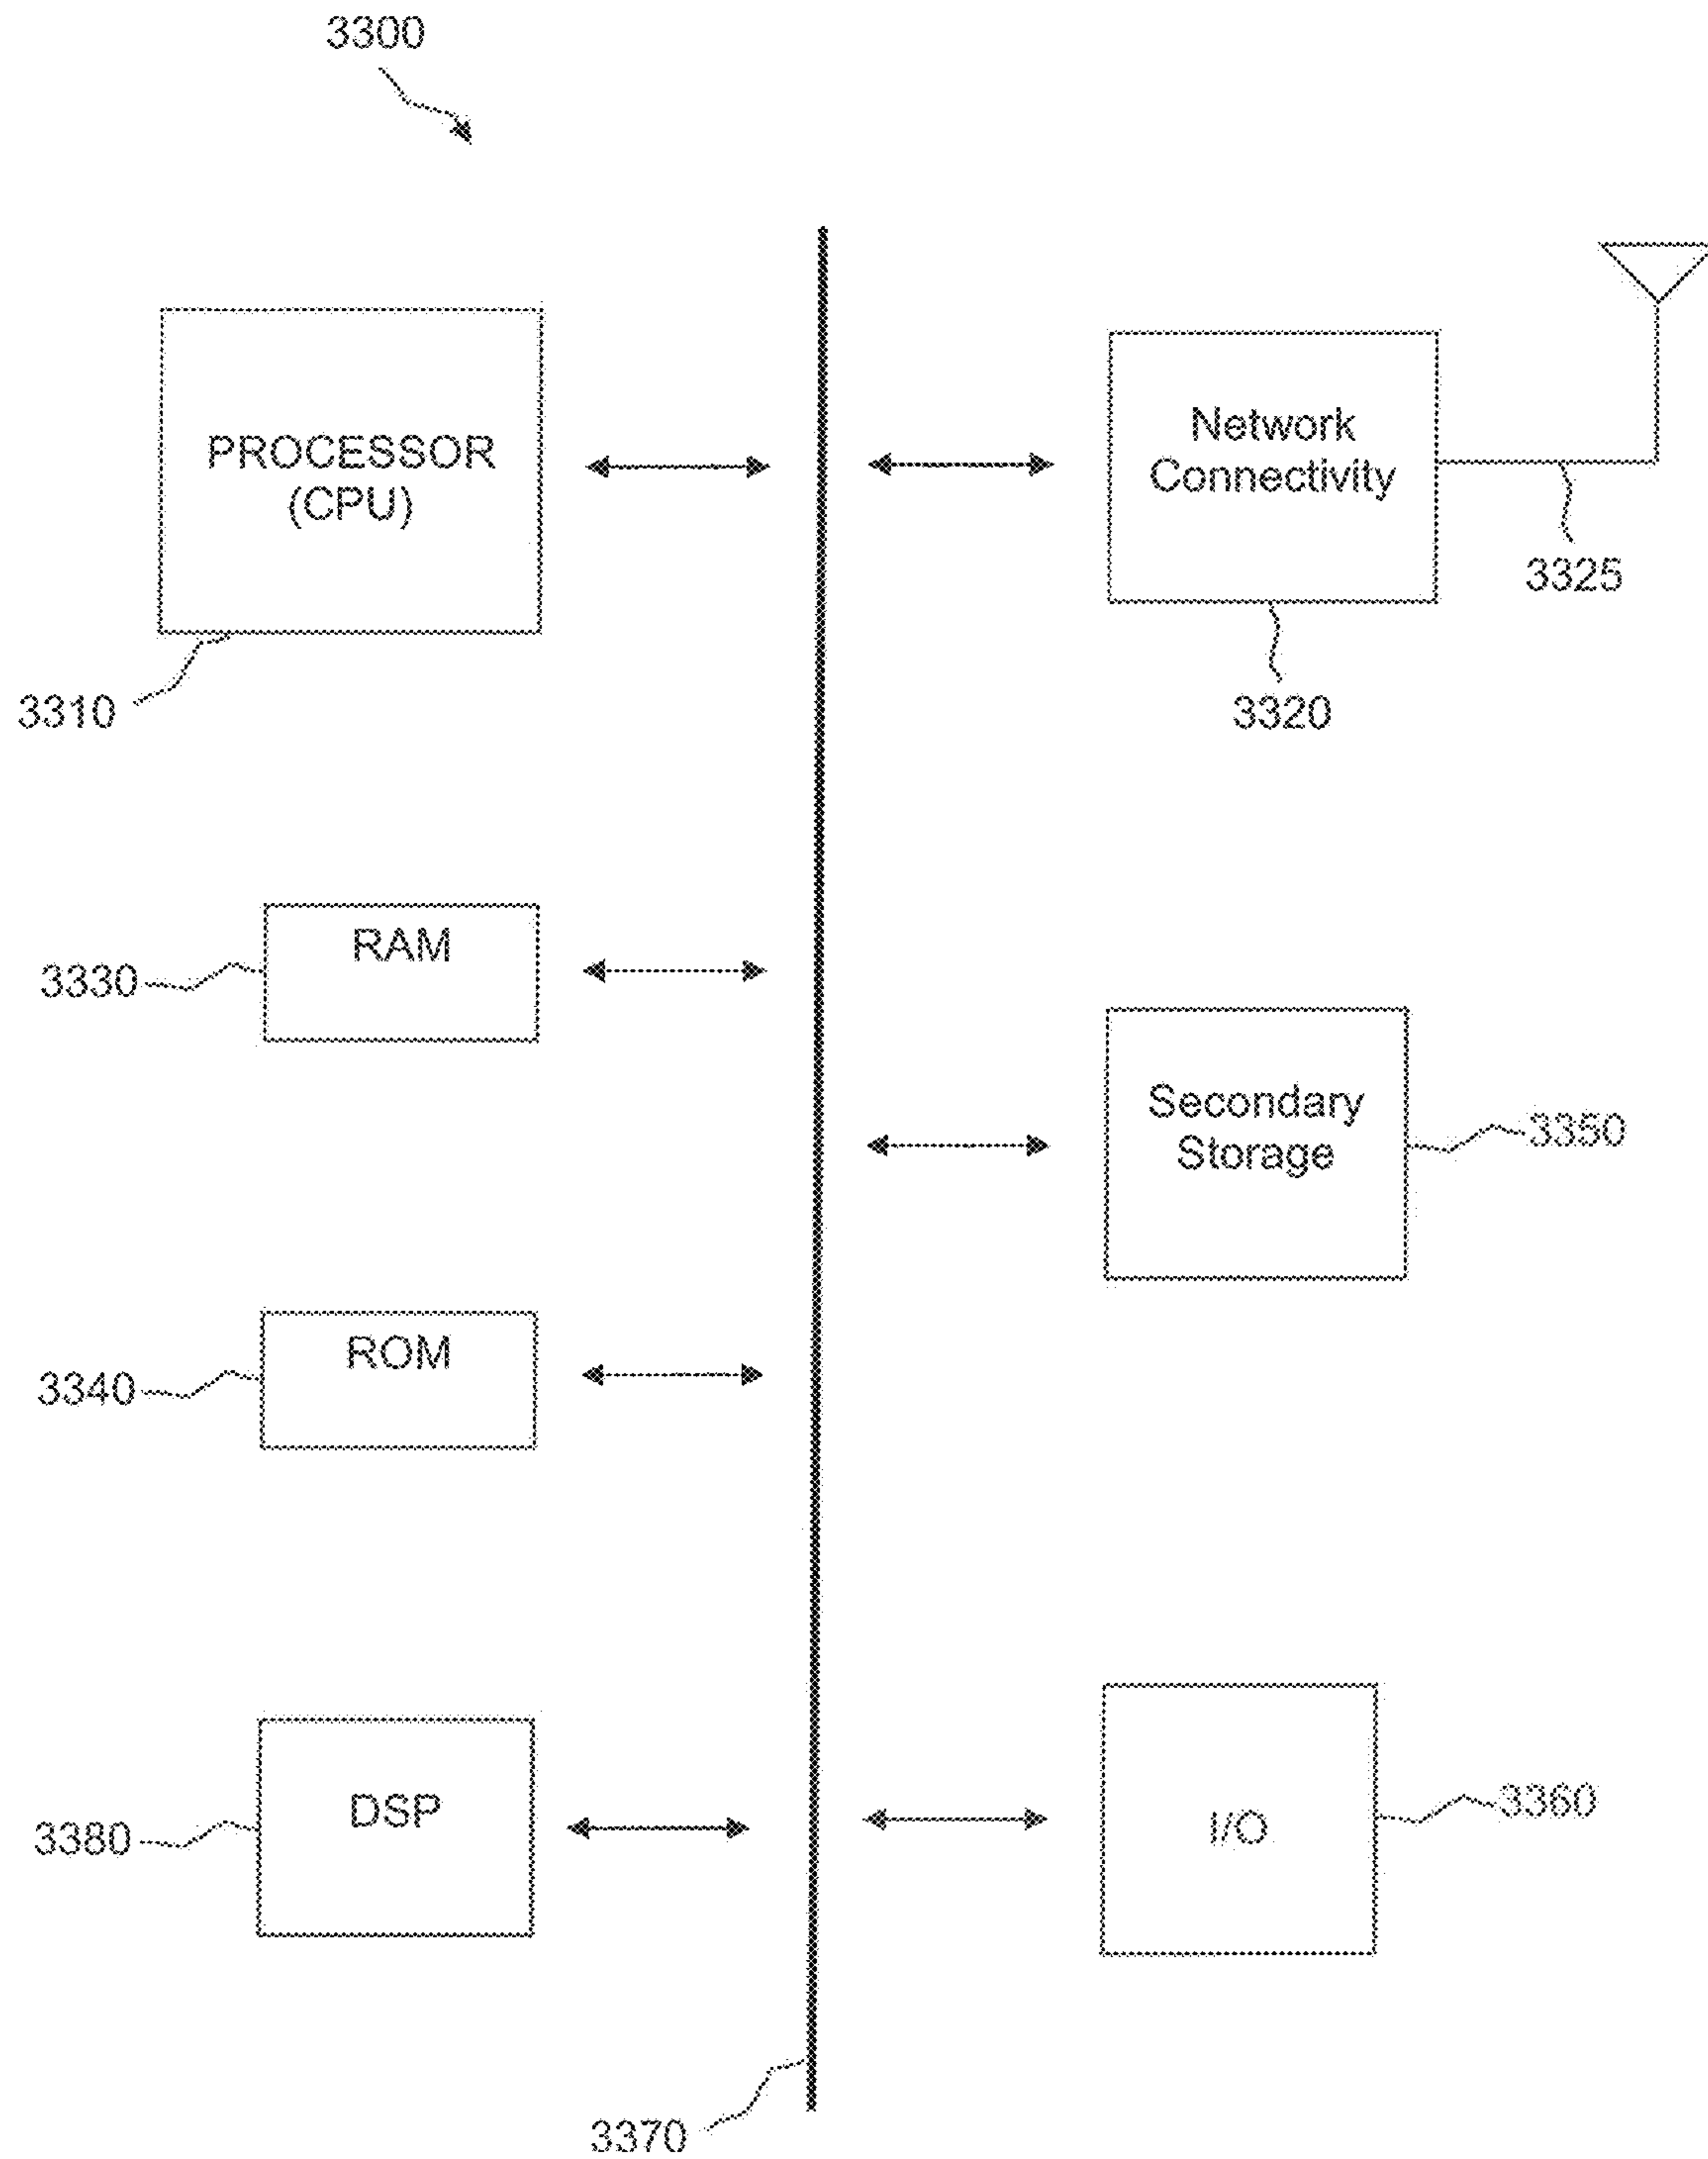 3300
PROCESSOR
(CPU)
3310
Network
Connectivity
3325
3320
RAM
3330
Secondary
Storage
3350
ROM
3340
DSP
3380
I/O
3360
3370